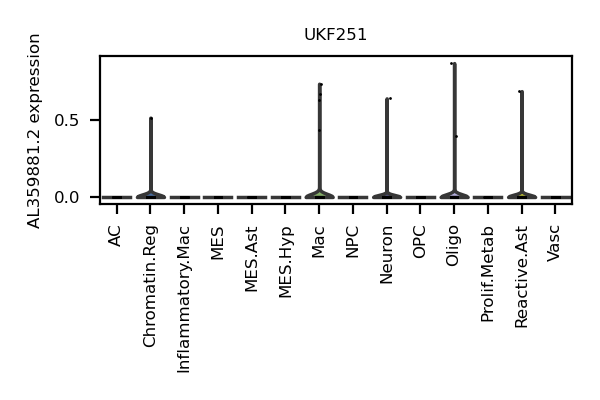 UKF251
AL359881.2 expression
0.5
0.0
AC
Chromatin.Reg
Inflammatory.Mac
MES
MES.Ast
MES.Hyp
Mac
NPC
Neuron
OPC
Oligo
Prolif.Metab
Reactive.Ast
Vasc